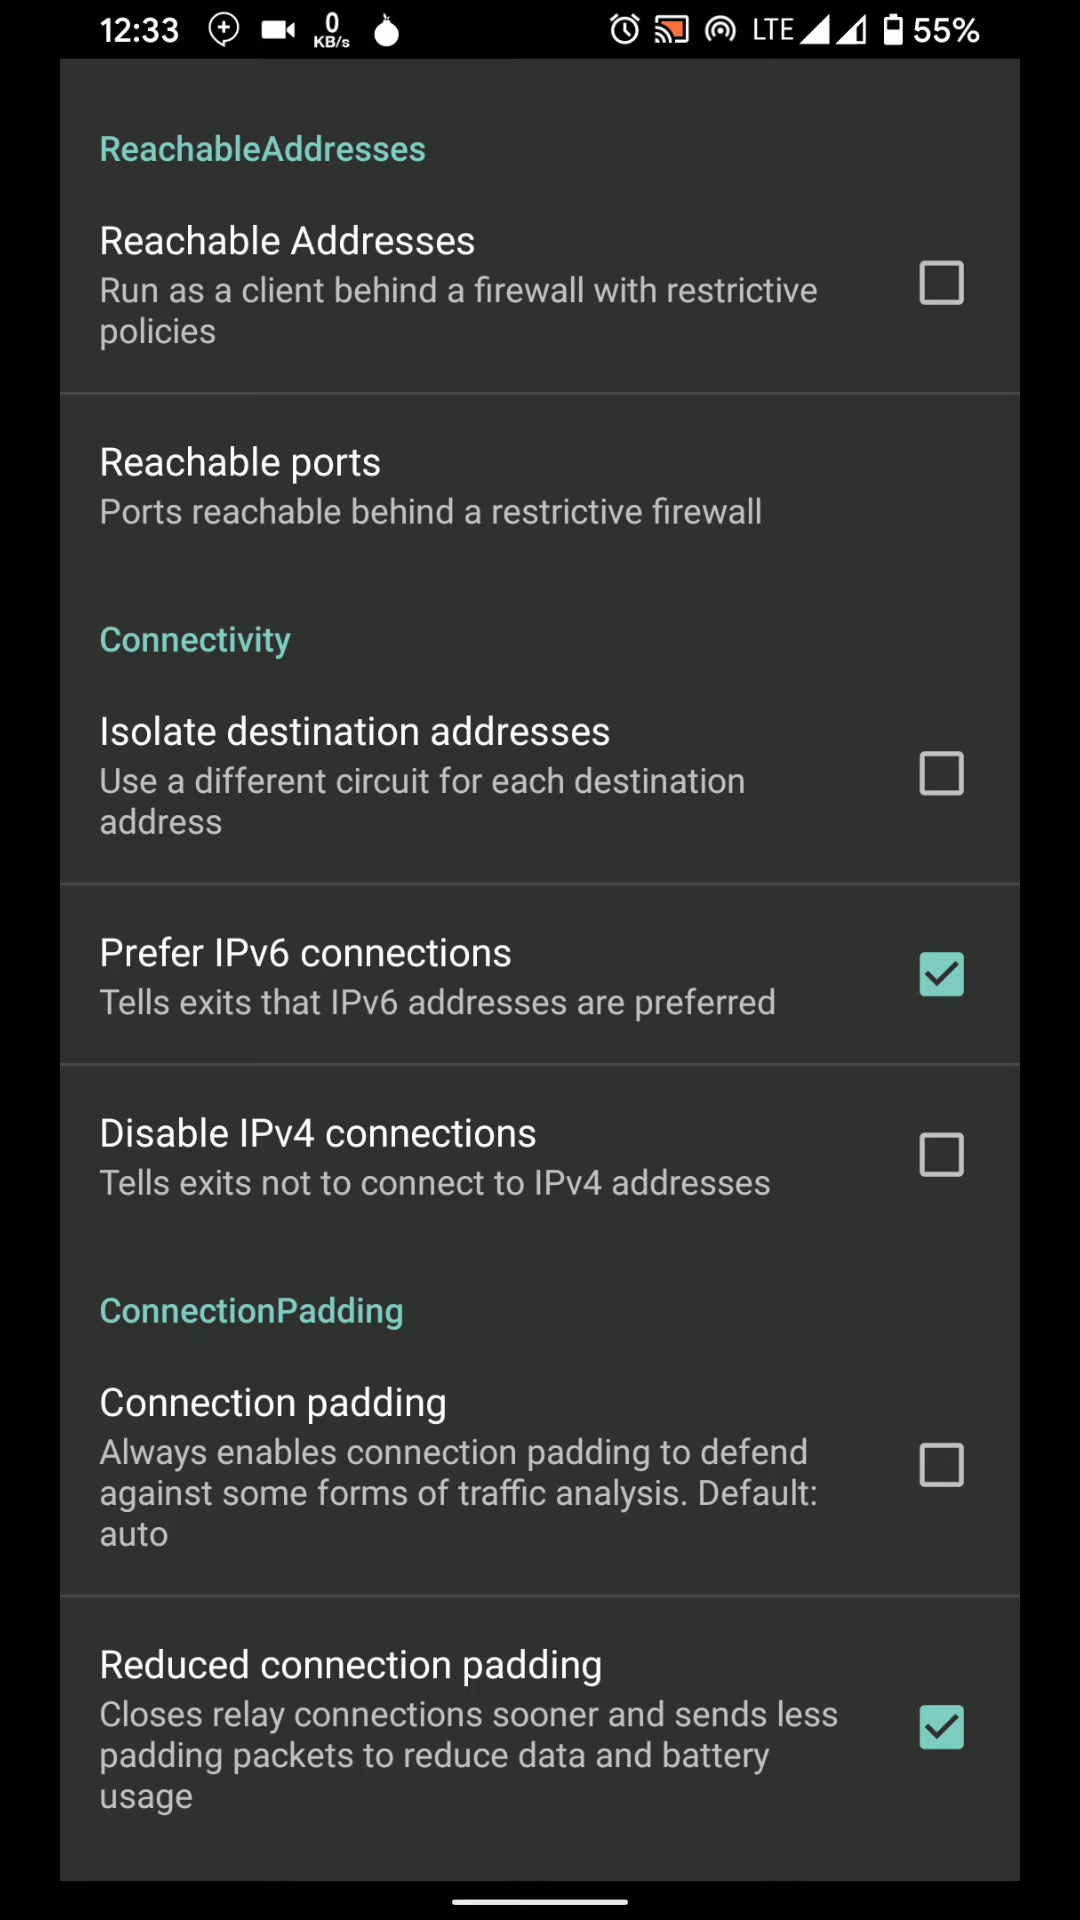 12:33 0 KB/s LTE 55%
ReachableAddresses
Reachable Addresses
Run as a client behind a firewall with restrictive
policies
Reachable ports
Ports reachable behind a restrictive firewall
Connectivity
Isolate destination addresses
Use a different circuit for each destination
address
Prefer IPv6 connections
Tells exits that IPv6 addresses are preferred
Disable IPv4 connections
Tells exits not to connect to IPv4 addresses
ConnectionPadding
Connection padding
Always enables connection padding to defend
against some forms of traffic analysis. Default:
auto
Reduced connection padding
Closes relay connections sooner and sends less
padding packets to reduce data and battery
usage